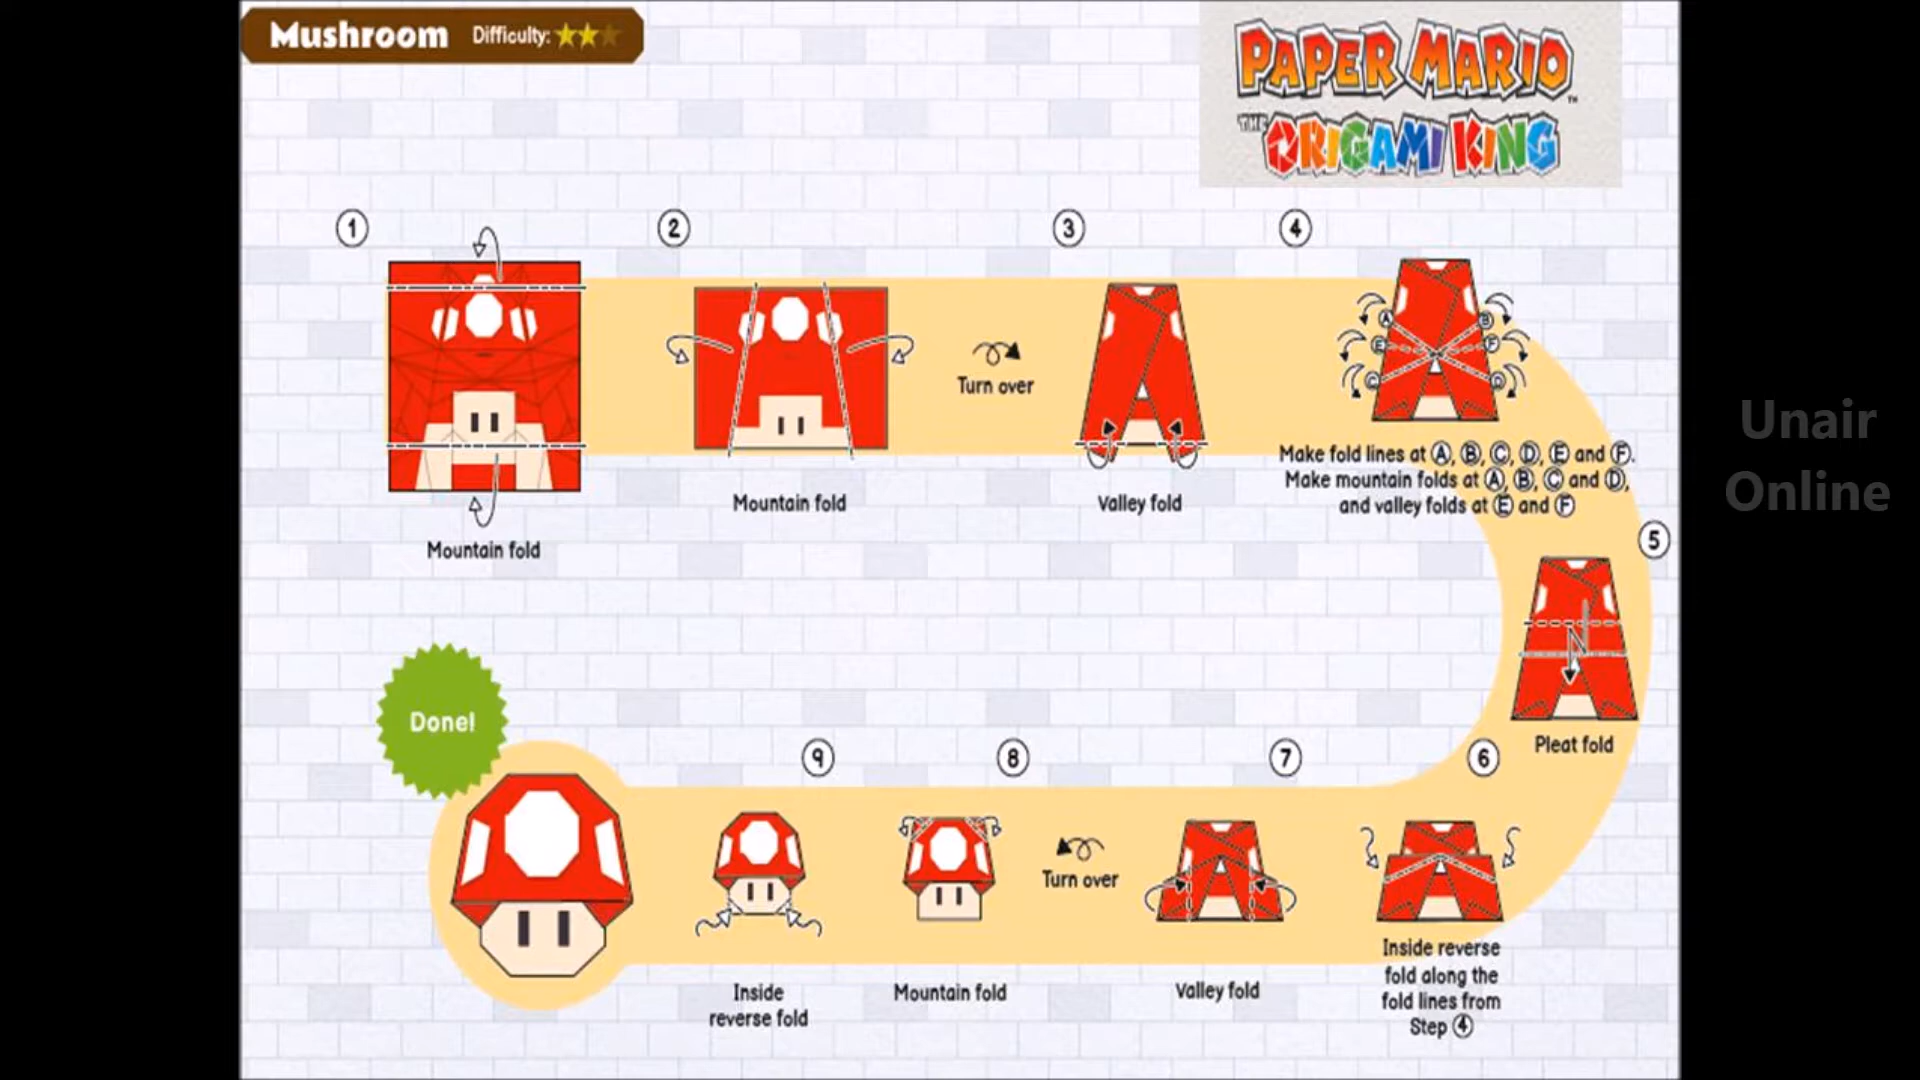 Mushroom Difficulty:
PAPER MARIO™
THE ORIGAMI KING
1
2
3
4
Mountain fold
Mountain fold
Turn over
Valley fold
A B
E F
C D
Make fold lines at Ⓐ, Ⓑ, Ⓒ, Ⓓ, Ⓔ and Ⓕ.
Make mountain folds at Ⓐ, Ⓑ, Ⓒ and Ⓓ,
and valley folds at Ⓔ and Ⓕ
Unair
Online
5
Pleat fold
6
Inside reverse
fold along the
fold lines from
Step ④
7
Valley fold
Turn over
8
Mountain fold
9
Inside
reverse fold
Done!